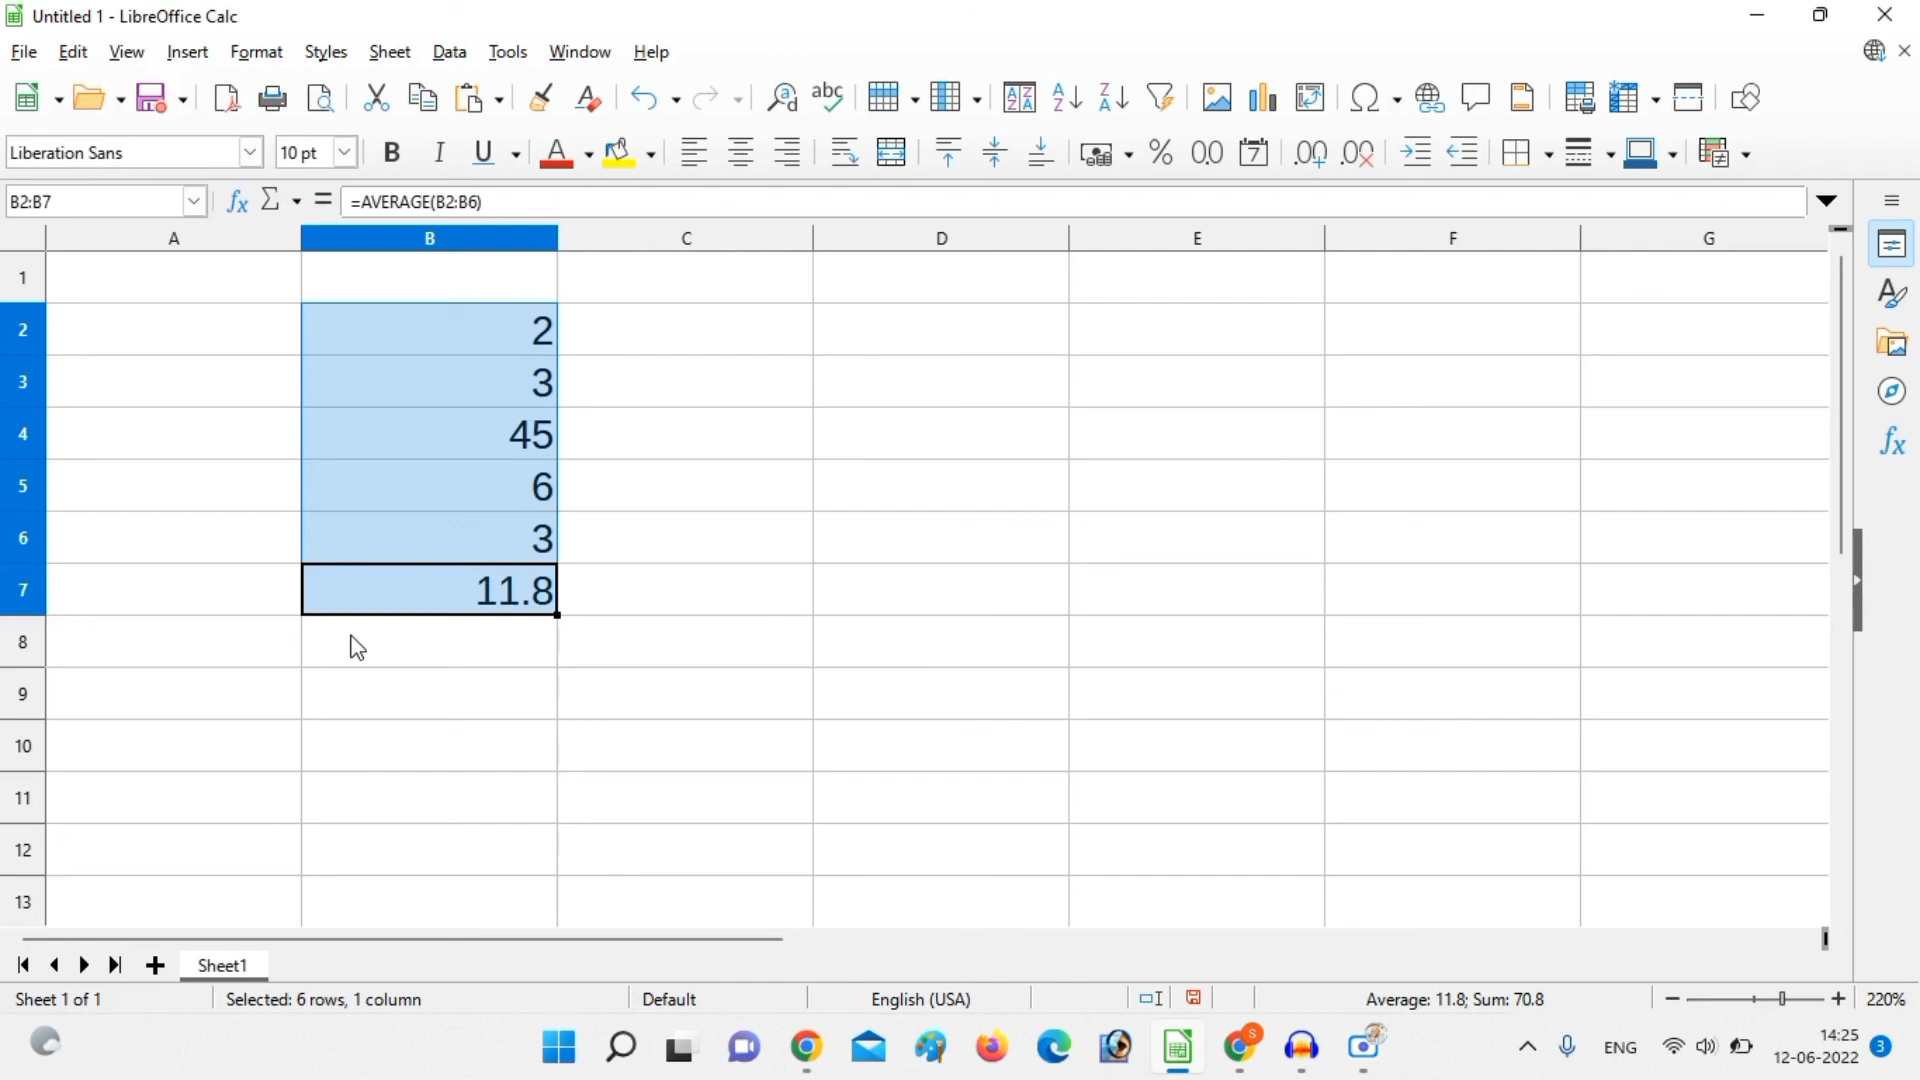 Untitled 1 - LibreOffice Calc
File Edit View Insert Format Styles Sheet Data Tools Window Help
Liberation Sans 10 pt
B2:B7 =AVERAGE(B2:B6)
A B C D E F G
1
2 2
3 3
4 45
5 6
6 3
7 11.8
8
9
10
11
12
13
Sheet1
Sheet 1 of 1 Selected: 6 rows, 1 column Default English (USA) Average: 11.8; Sum: 70.8 220%
ENG 14:25 3
12-06-2022